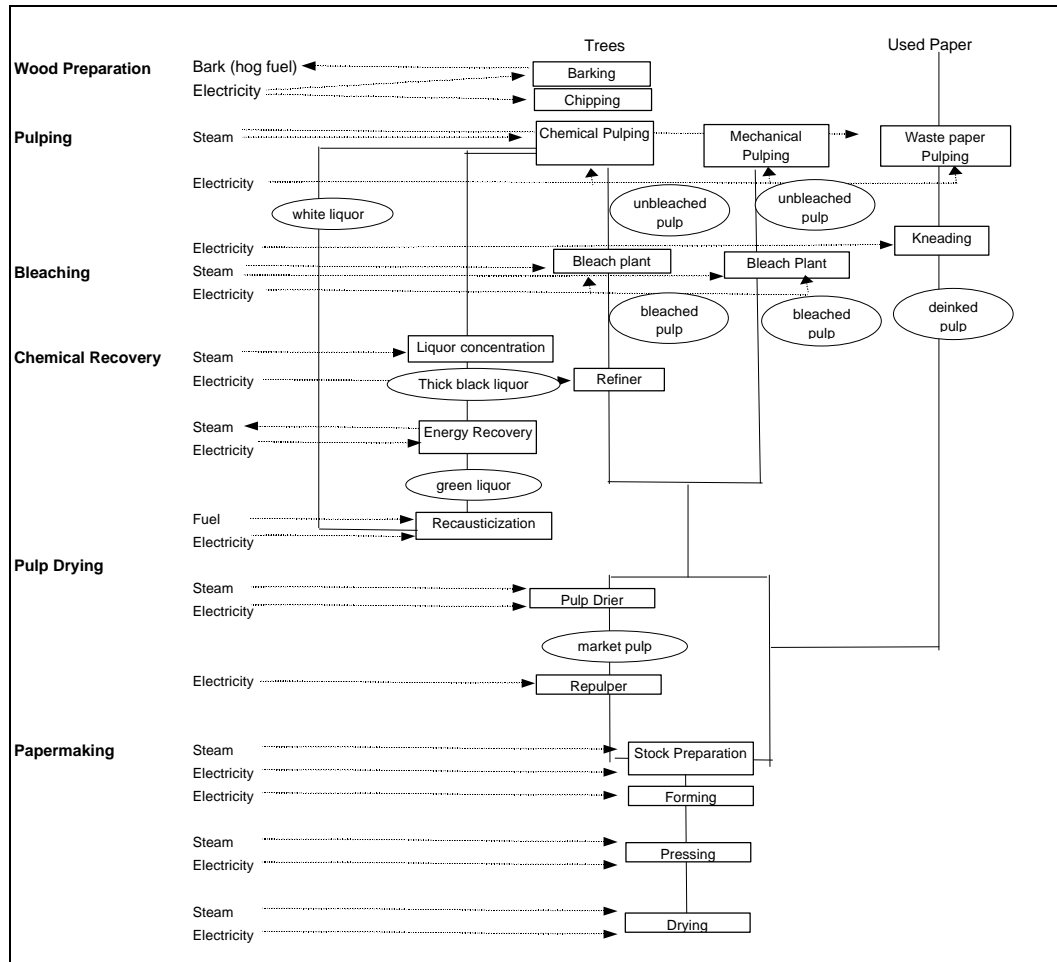 Trees
Used Paper
Wood Preparation
Bark (hog fuel)
Barking
Electricity
Chipping
Pulping
Steam
Chemical Pulping
Mechanical
Pulping
Waste paper
Pulping
Electricity
white liquor
unbleached
pulp
unbleached
pulp
Electricity
Kneading
Bleaching
Steam
Bleach plant
Bleach Plant
Electricity
bleached
pulp
bleached
pulp
deinked
pulp
Chemical Recovery
Steam
Liquor concentration
Electricity
Thick black liquor
Refiner
Steam
Energy Recovery
Electricity
green liquor
Fuel
Recausticization
Electricity
Pulp Drying
Steam
Pulp Drier
Electricity
market pulp
Electricity
Repulper
Papermaking
Steam
Stock Preparation
Electricity
Electricity
Forming
Steam
Pressing
Electricity
Steam
Drying
Electricity